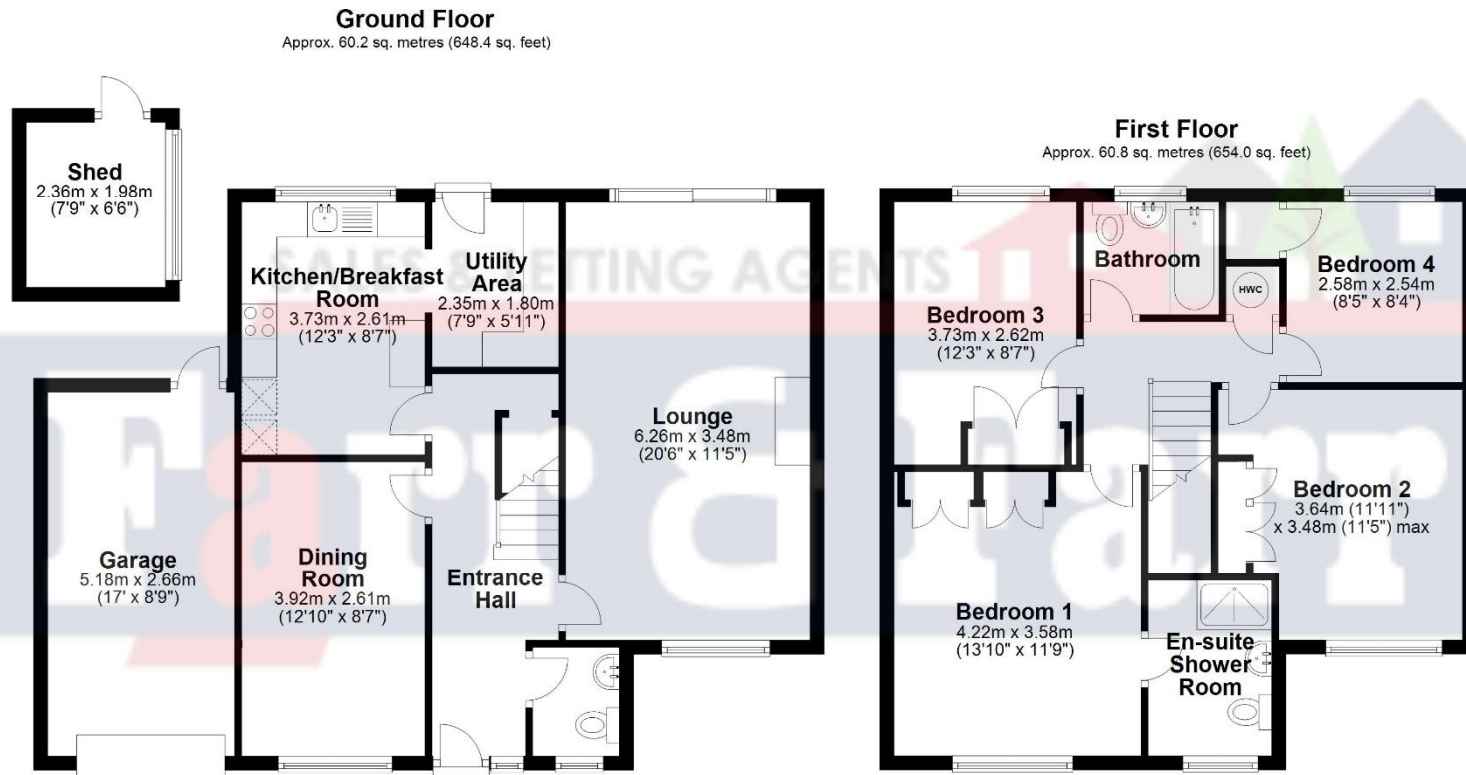 Ground Floor
Approx. 60.2 sq. metres (648.4 sq. feet)
Shed
2.36m x 1.98m
(7'9" x 6'6")
Kitchen/Breakfast
Room
3.73m x 2.61m
(12'3" x 8'7")
Utility
Area
2.35m x 1.80m
(7'9" x 5'11")
Lounge
6.26m x 3.48m
(20'6" x 11'5")
Garage
5.18m x 2.66m
(17' x 8'9")
Dining
Room
3.92m x 2.61m
(12'10" x 8'7")
Entrance
Hall
First Floor
Approx. 60.8 sq. metres (654.0 sq. feet)
Bedroom 3
3.73m x 2.62m
(12'3" x 8'7")
Bathroom
HWC
Bedroom 4
2.58m x 2.54m
(8'5" x 8'4")
Bedroom 2
3.64m (11'11")
x 3.48m (11'5") max
Bedroom 1
4.22m x 3.58m
(13'10" x 11'9")
En-suite
Shower
Room
SALES & LETTING AGENTS
Farr & Farr